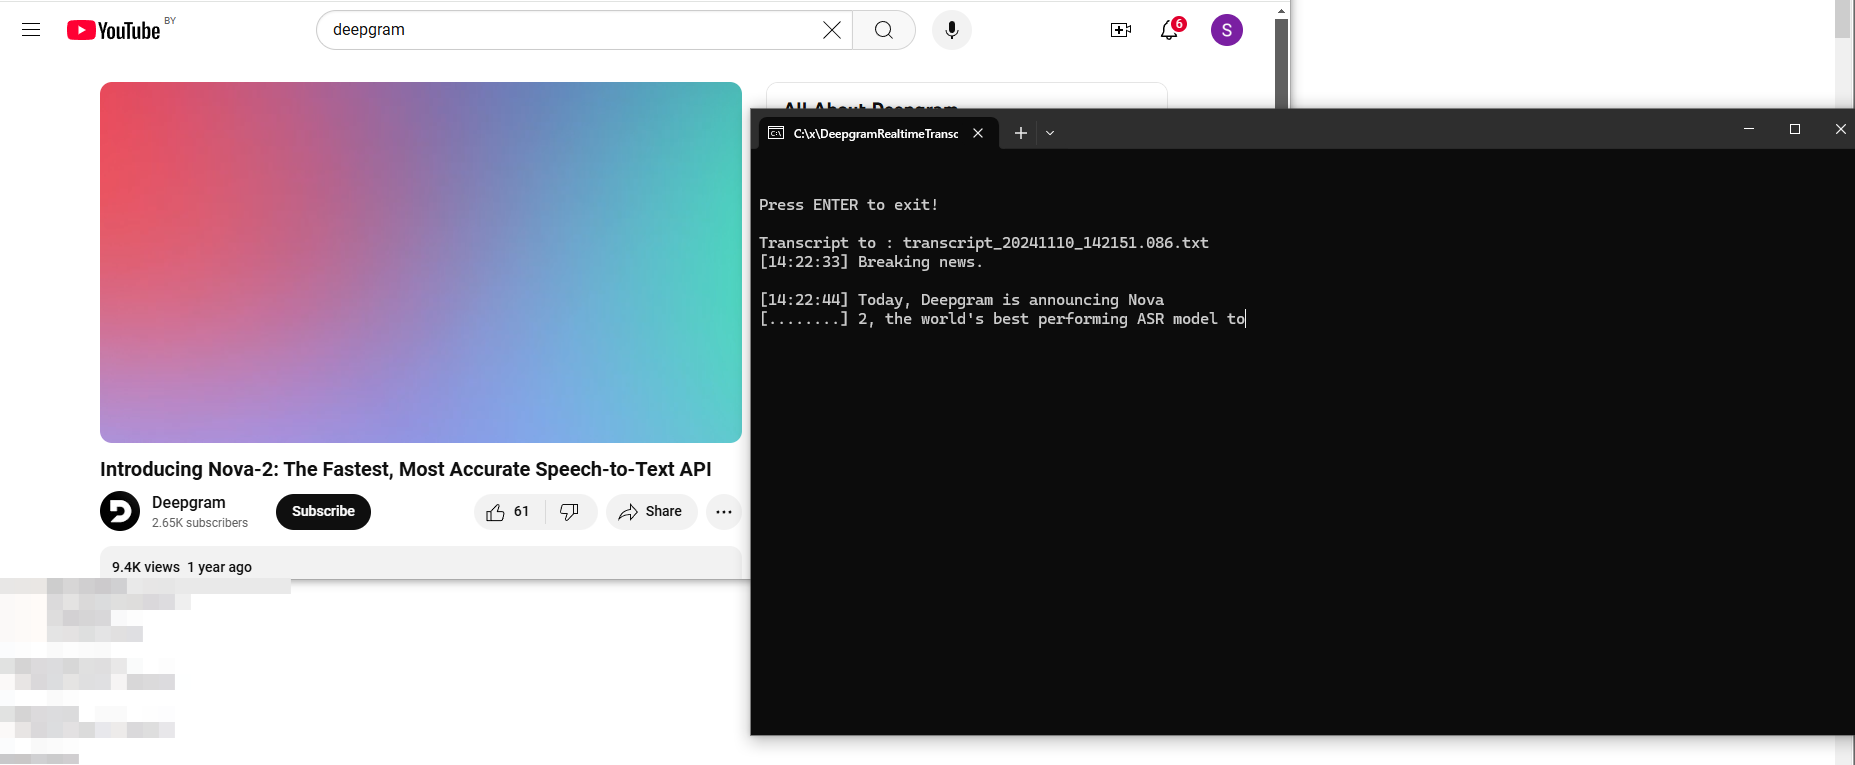 YouTube BY
deepgram
6
S
All About Deepgram
Introducing Nova-2: The Fastest, Most Accurate Speech-to-Text API
Deepgram
2.65K subscribers
Subscribe
61
Share
9.4K views 1 year ago
C:\x\DeepgramRealtimeTransc
Press ENTER to exit!
Transcript to : transcript_20241110_142151.086.txt
[14:22:33] Breaking news.
[14:22:44] Today, Deepgram is announcing Nova
[........] 2, the world's best performing ASR model to